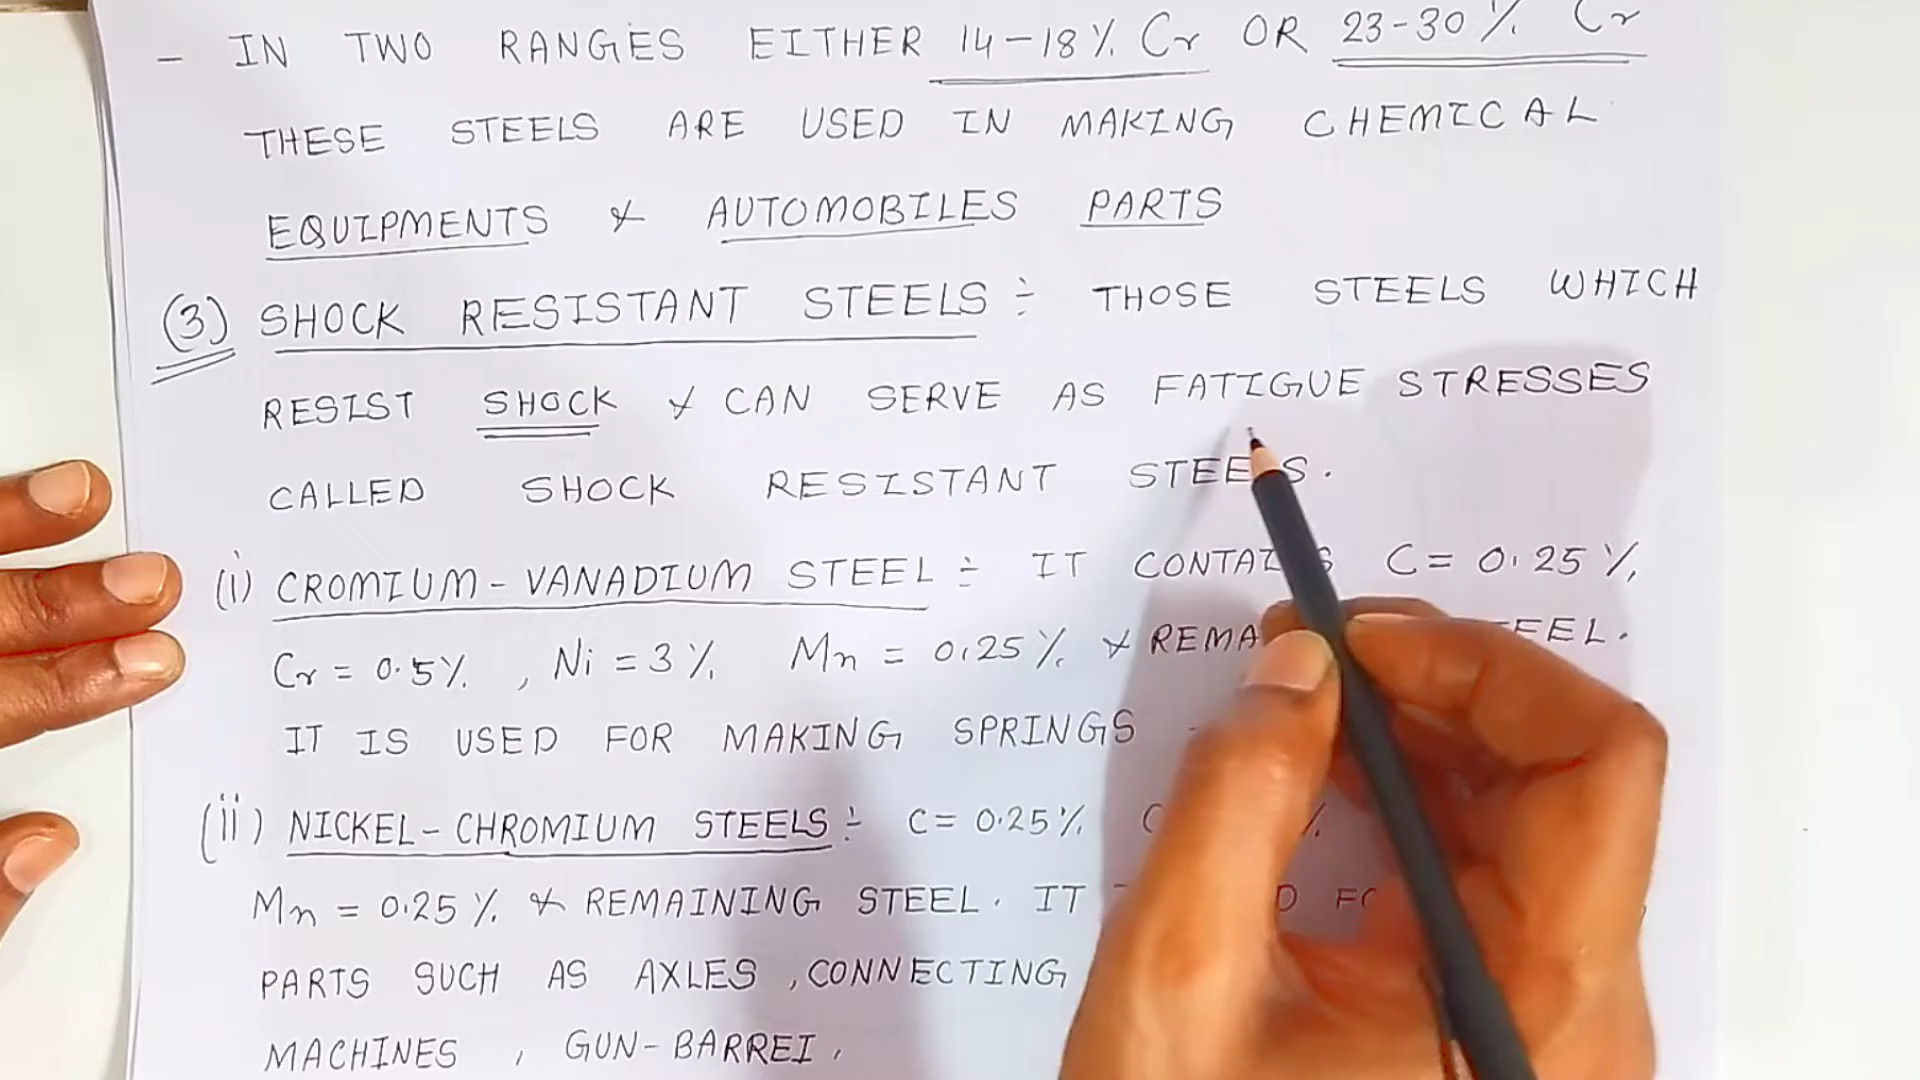 - IN TWO RANGES EITHER 14-18% Cr OR 23-30% Cr
THESE STEELS ARE USED IN MAKING CHEMICAL
EQUIPMENTS & AUTOMOBILES PARTS
(3) SHOCK RESISTANT STEELS÷ THOSE STEELS WHICH
RESIST SHOCK & CAN SERVE AS FATIGUE STRESSES
CALLED SHOCK RESISTANT STEELS.
(i) CROMIUM-VANADIUM STEEL÷ IT CONTAINS C=0.25%,
Cr=0.5%, Ni=3%, Mn=0.25% & STEEL.
IT IS USED FOR MAKING SPRINGS
(ii) NICKEL-CHROMIUM STEELS÷ C=0.25%
Mn=0.25% & REMAINING STEEL. IT
PARTS SUCH AS AXLES, CONNECTING
MACHINES, GUN-BARREl,